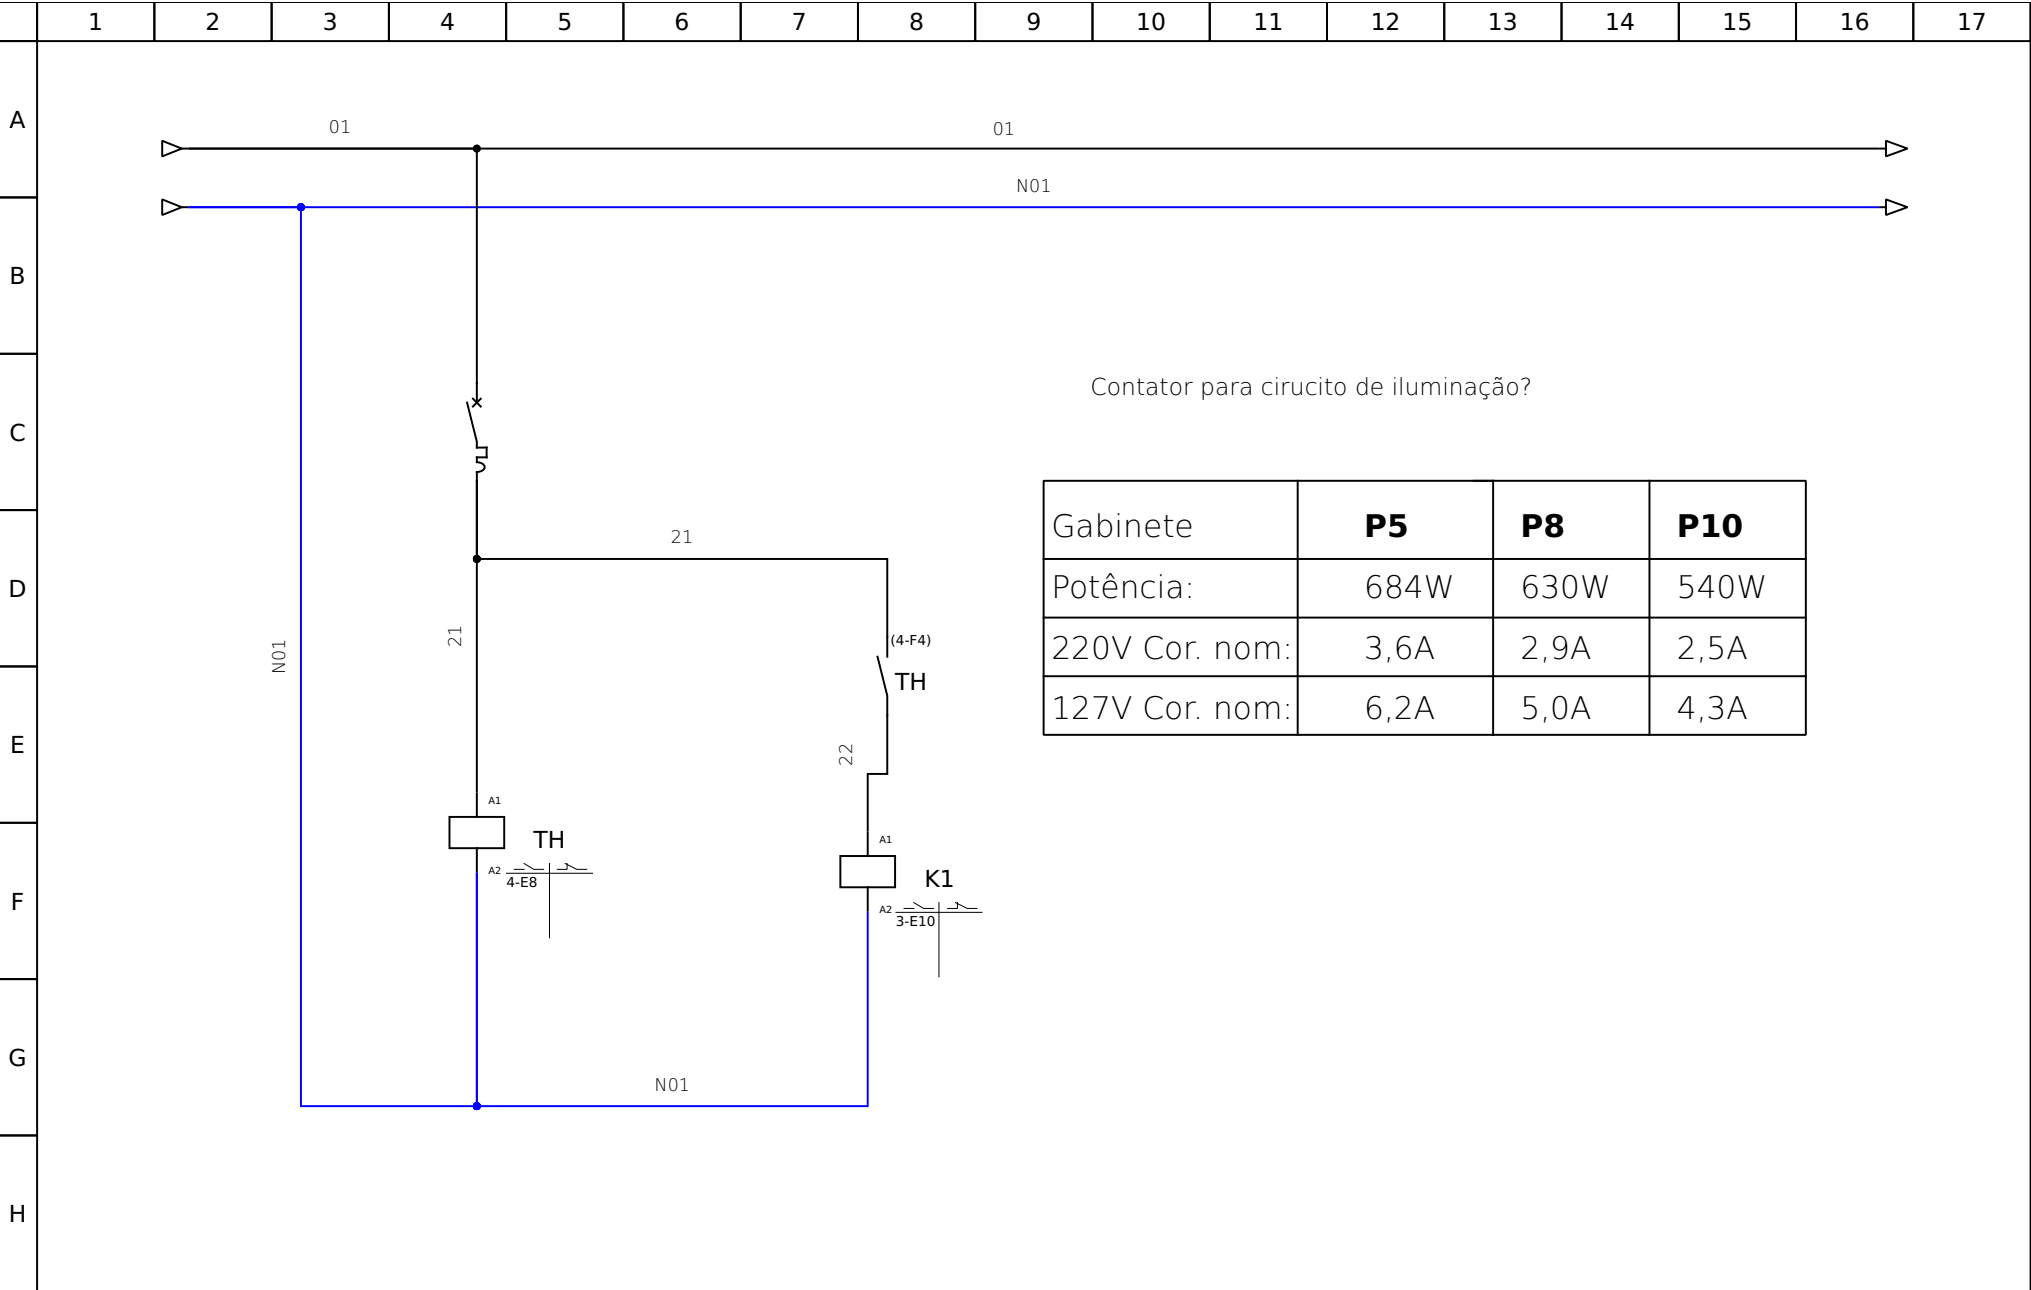 1 2 3 4 5 6 7 8 9 10 11 12 13 14 15 16 17
A
01 01
N01
B
Contator para cirucito de iluminação?
C
Gabinete P5 P8 P10
21
D
Potência: 684W 630W 540W
21
(4-F4)
220V Cor. nom: 3,6A 2,9A 2,5A
N01
TH
127V Cor. nom: 6,2A 5,0A 4,3A
E
22
A1
TH
A1
A2
4-E8
K1
F
A2
3-E10
G
N01
H